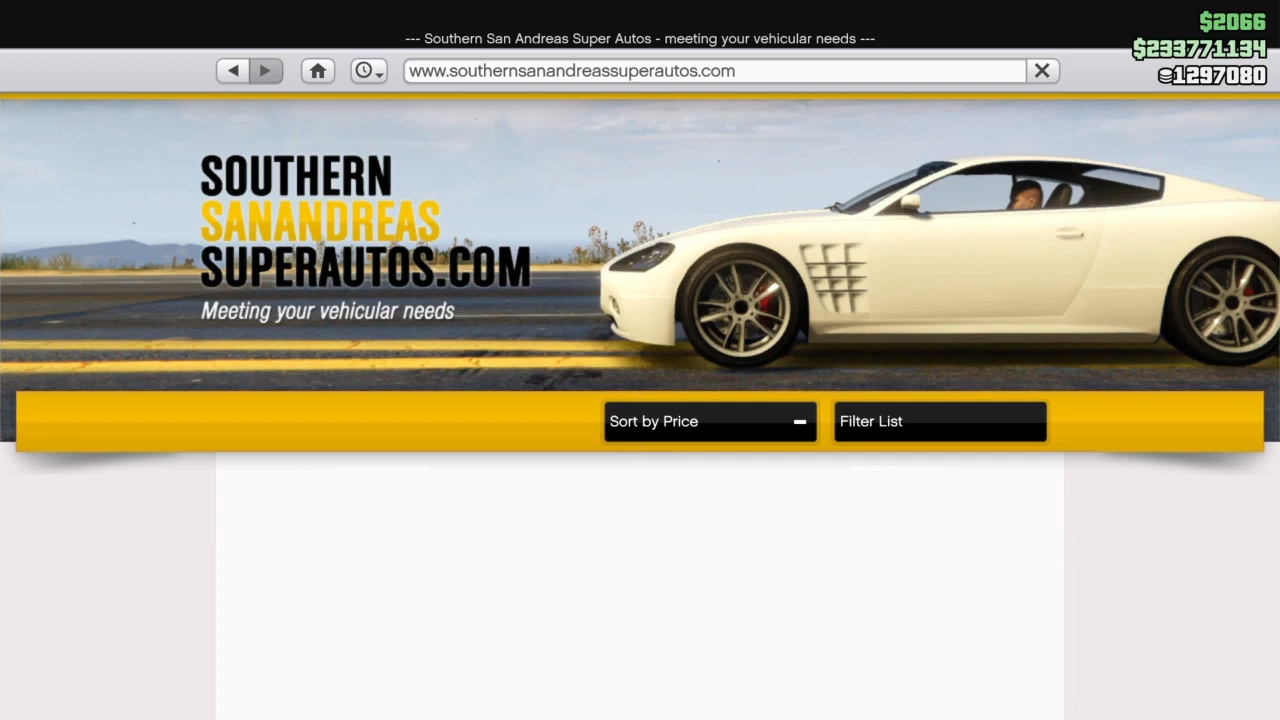 $2066
--- Southern San Andreas Super Autos - meeting your vehicular needs ---
$233771134
www.southernsanandreassuperautos.com
1297080
SOUTHERN
SANANDREAS
SUPERAUTOS.COM
Meeting your vehicular needs
Sort by Price
Filter List